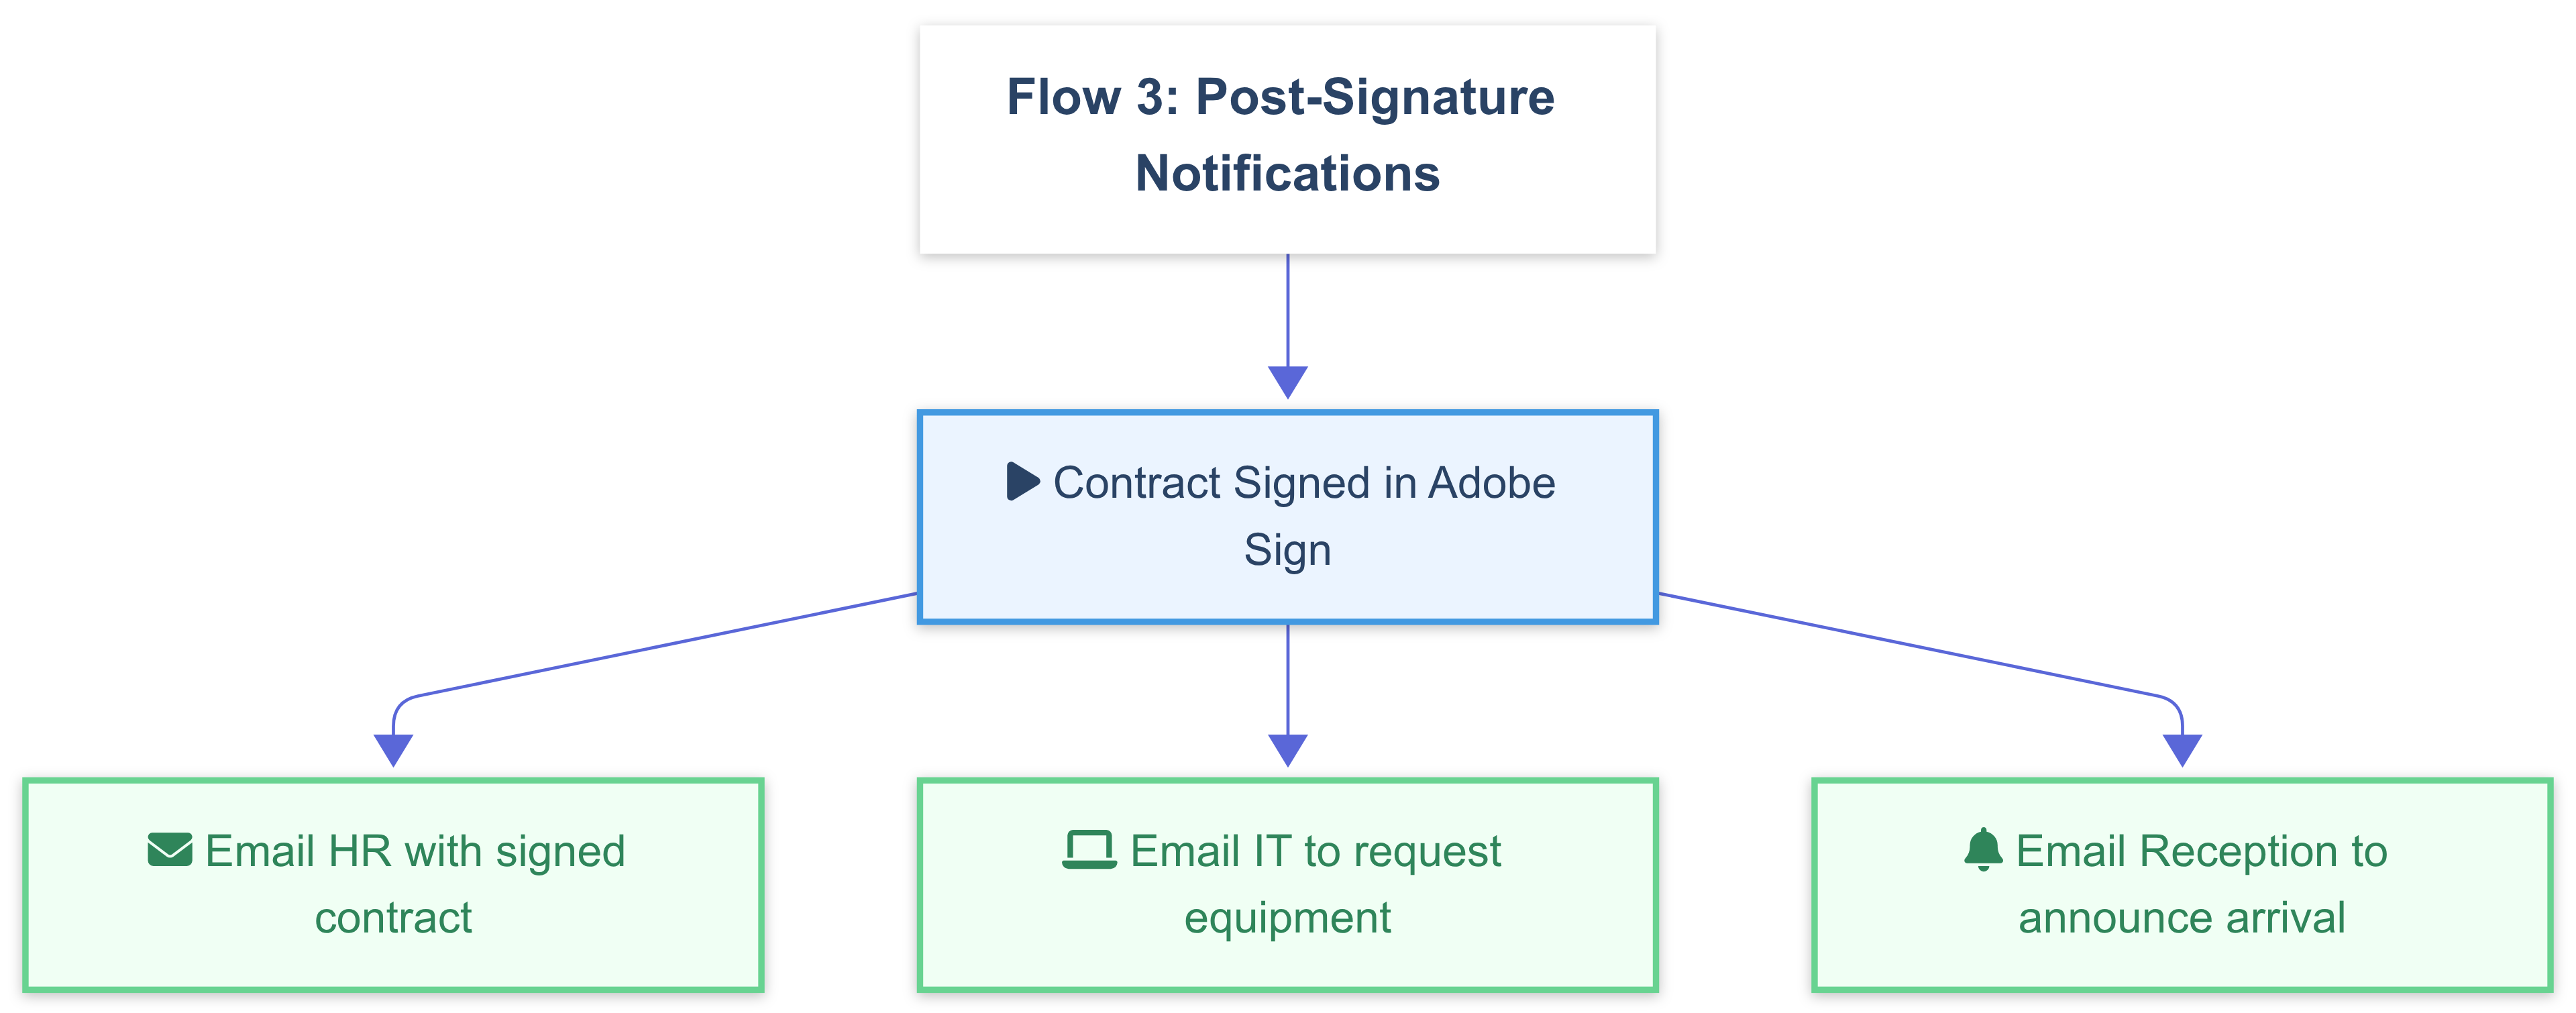 Flow 3: Post-Signature
Notifications
Contract Signed in Adobe
Sign
Email HR with signed
contract
Email IT to request
equipment
Email Reception to
announce arrival